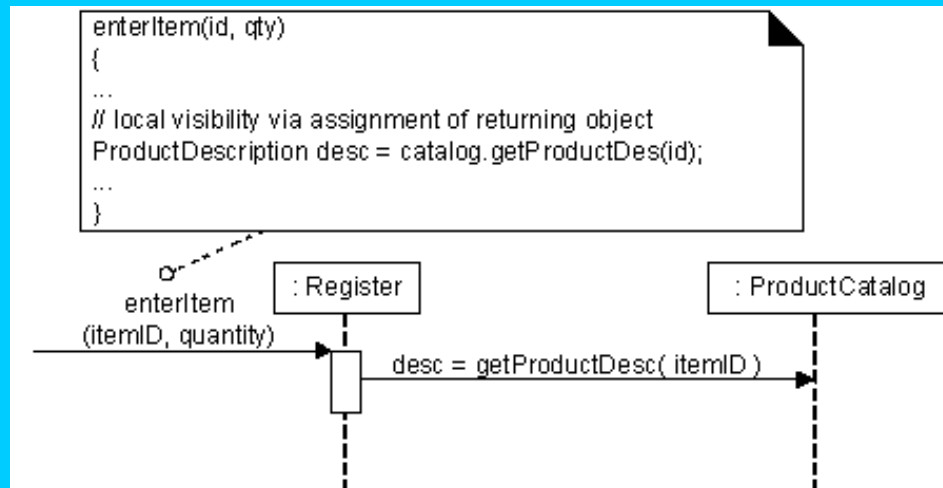 enterItem(id, qty)
{
...
// local visibility via assignment of returning object
ProductDescription desc = catalog.getProductDes(id);
...
}
enterItem
(itemID, quantity)
: Register
: ProductCatalog
desc = getProductDesc( itemID )